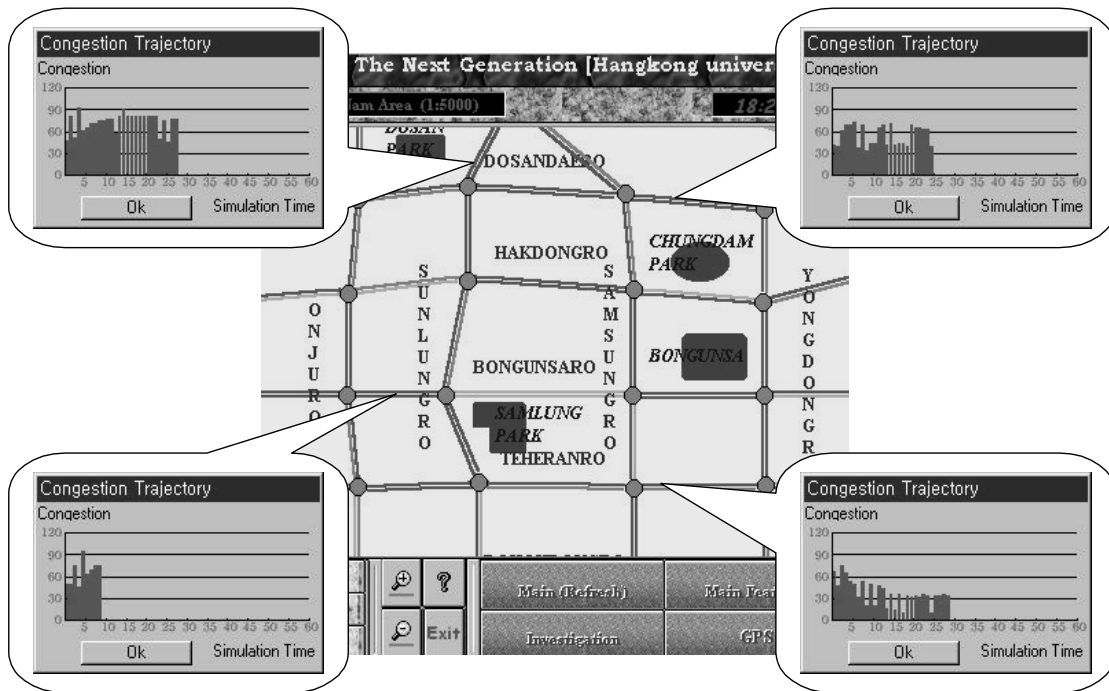 Congestion Trajectory
Congestion
120
90
60
30
0
5 10 15 20 25 30 35 40 45 50 55 60
Ok
Simulation Time
Congestion Trajectory
Congestion
120
90
60
30
0
5 10 15 20 25 30 35 40 45 50 55 60
Ok
Simulation Time
The Next Generation [Hangkong univer
Area (1:5000)
18:2
DOSAN
PARK
DOSANDAERO
HAKDONGRO
CHUNGDAM
PARK
SUNLUNGRO
SAMSUNGRO
YONGDONGR
ONJURO
BONGUNSARO
BONGUNSA
SAMLUNG
PARK
TEHERANRO
Main (Refresh)
Main Fea
?
Exit
Investigation
GPS
Congestion Trajectory
Congestion
120
90
60
30
0
5 10 15 20 25 30 35 40 45 50 55 60
Ok
Simulation Time
Congestion Trajectory
Congestion
120
90
60
30
0
5 10 15 20 25 30 35 40 45 50 55 60
Ok
Simulation Time